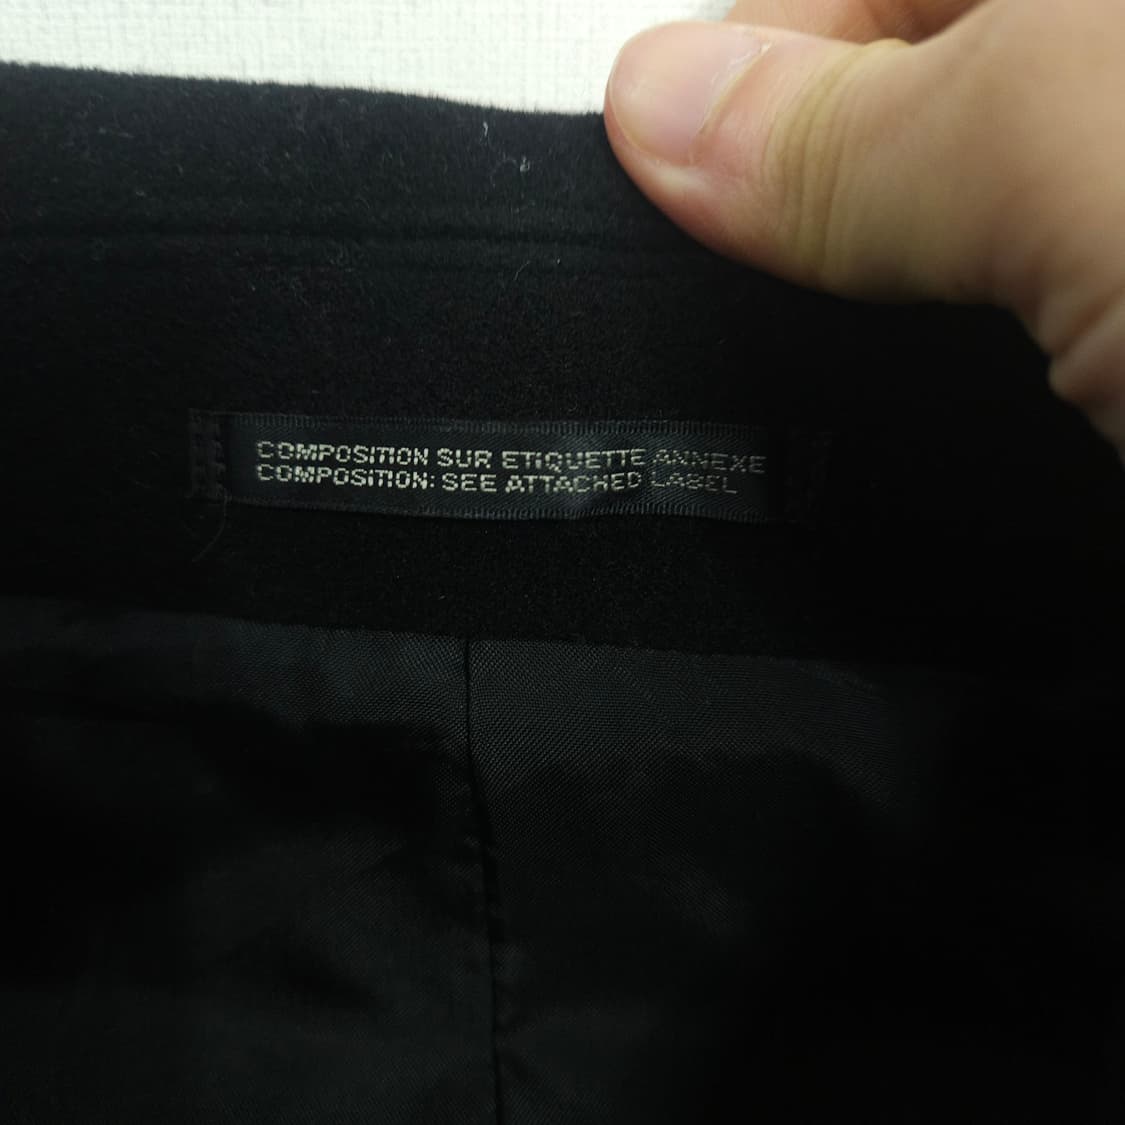 COMPOSITION SUR ETIQUETTE ANNEXE
COMPOSITION: SEE ATTACHED LABEL